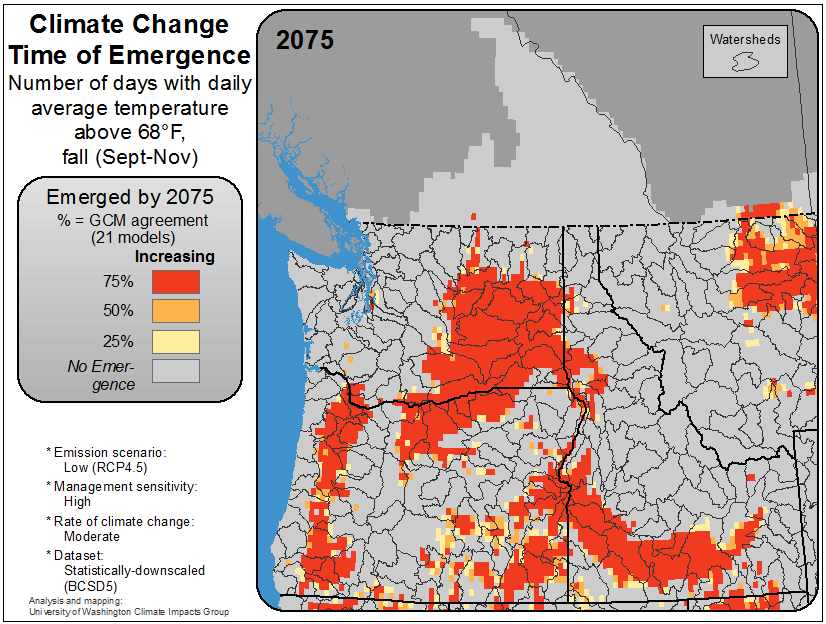 Climate Change
Time of Emergence
Number of days with daily
average temperature
above 68°F,
fall (Sept-Nov)
Emerged by 2075
% = GCM agreement
(21 models)
Increasing
75%
50%
25%
No Emer-
gence
* Emission scenario:
Low (RCP4.5)
* Management sensitivity:
High
* Rate of climate change:
Moderate
* Dataset:
Statistically-downscaled
(BCSD5)
Analysis and mapping:
University of Washington Climate Impacts Group
2075
Watersheds